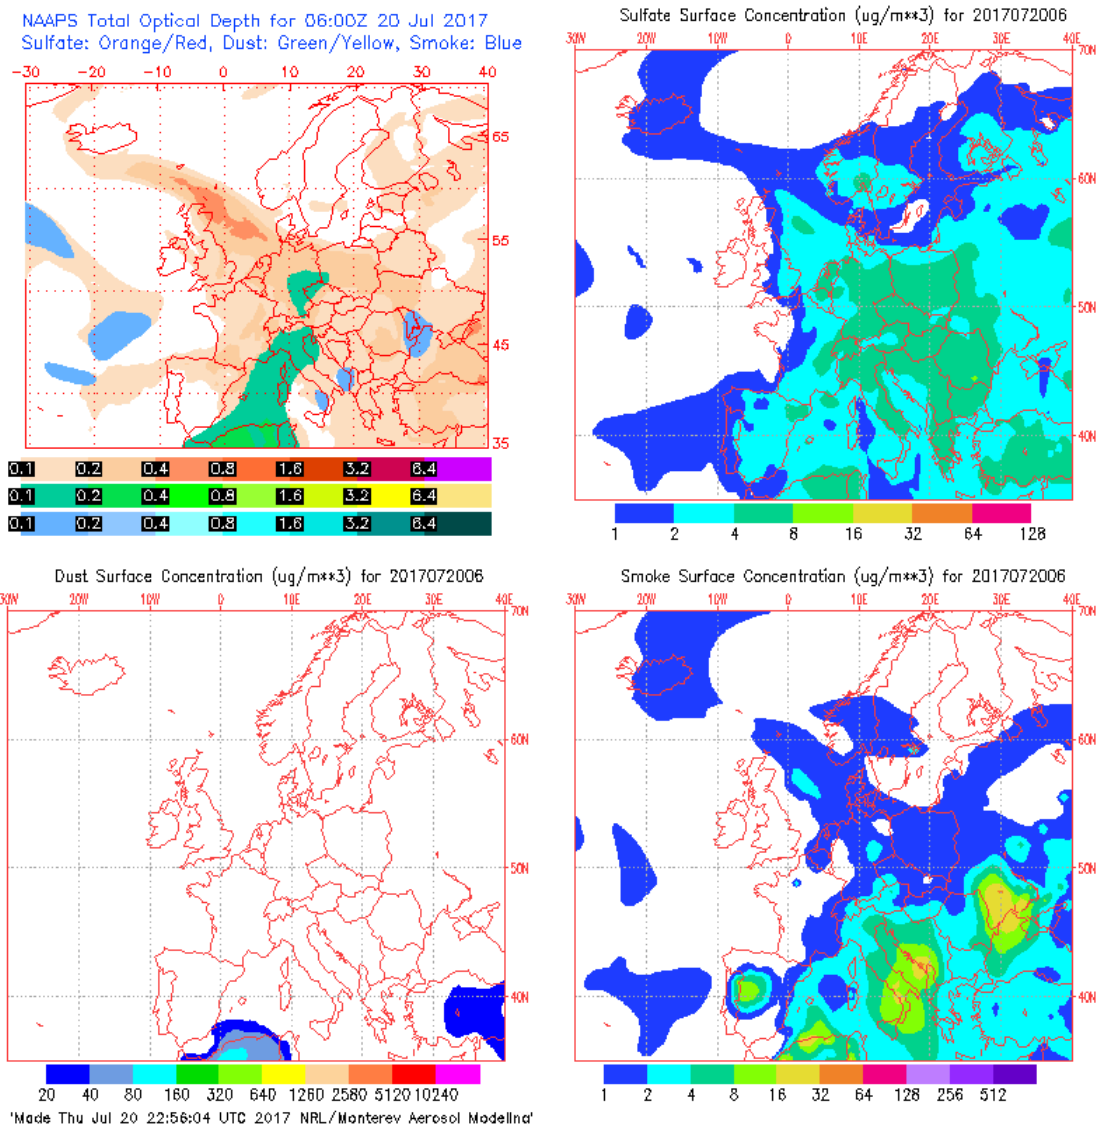 NAAPS Total Optical Depth for 06:00Z 20 Jul 2017
Sulfate: Orange/Red, Dust: Green/Yellow, Smoke: Blue
-30 -20 -10 0 10 20 30 40
65
55
45
35
0.1 0.2 0.4 0.8 1.6 3.2 6.4
0.1 0.2 0.4 0.8 1.6 3.2 6.4
0.1 0.2 0.4 0.8 1.6 3.2 6.4
Sulfate Surface Concentration (ug/m**3) for 2017072006
30W 20W 10W 0 10E 20E 30E 40E
70N
60N
50N
40N
1 2 4 8 16 32 64 128
Dust Surface Concentration (ug/m**3) for 2017072006
30W 20W 10W 0 10E 20E 30E 40E
70N
60N
50N
40N
20 40 80 160 320 640 1280 2580 5120 10240
Smoke Surface Concentration (ug/m**3) for 2017072006
30W 20W 10W 0 10E 20E 30E 40E
70N
60N
50N
40N
1 2 4 8 16 32 64 128 256 512
'Made Thu Jul 20 22:56:04 UTC 2017 NRL/Monterey Aerosol Modeling'